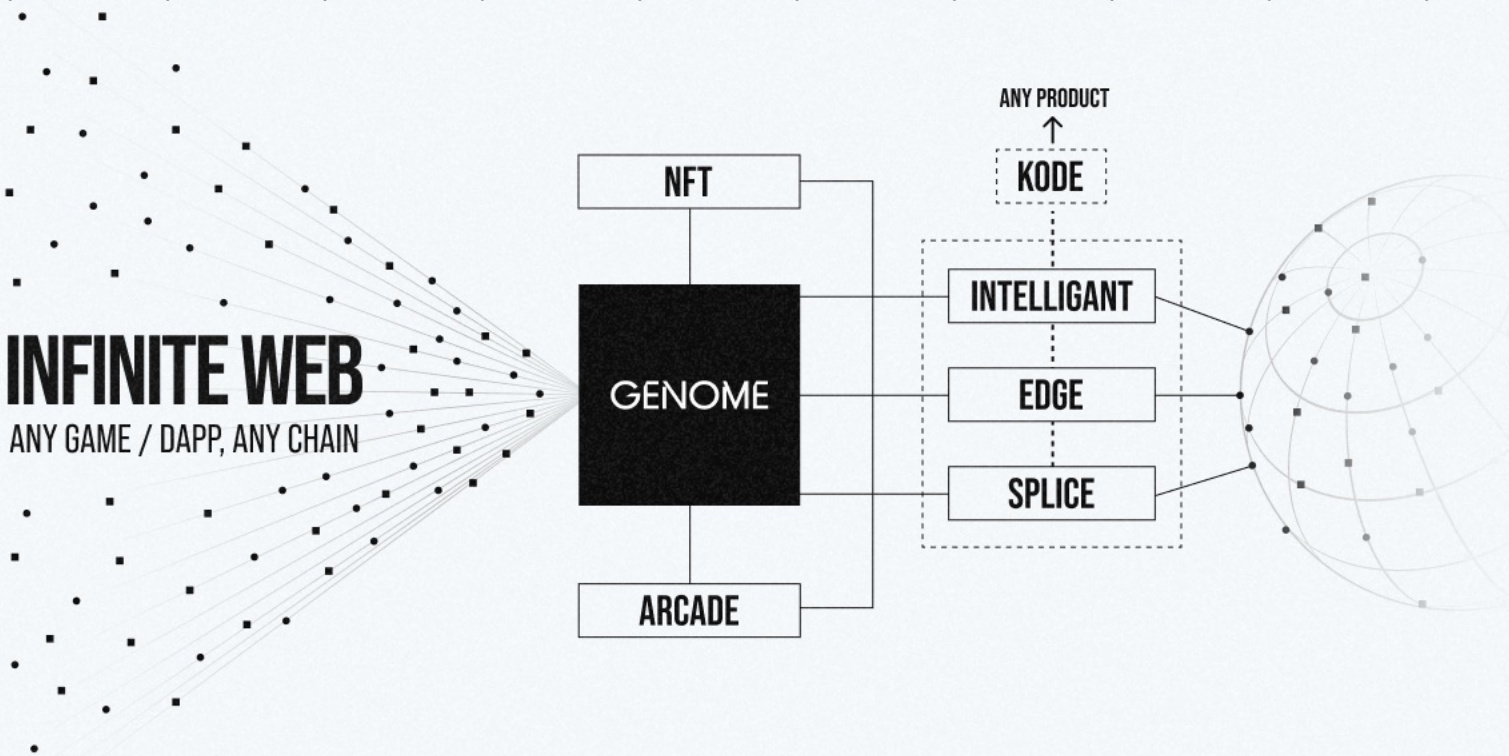 INFINITE WEB
ANY GAME / DAPP, ANY CHAIN
NFT
GENOME
ARCADE
ANY PRODUCT
KODE
INTELLIGANT
EDGE
SPLICE